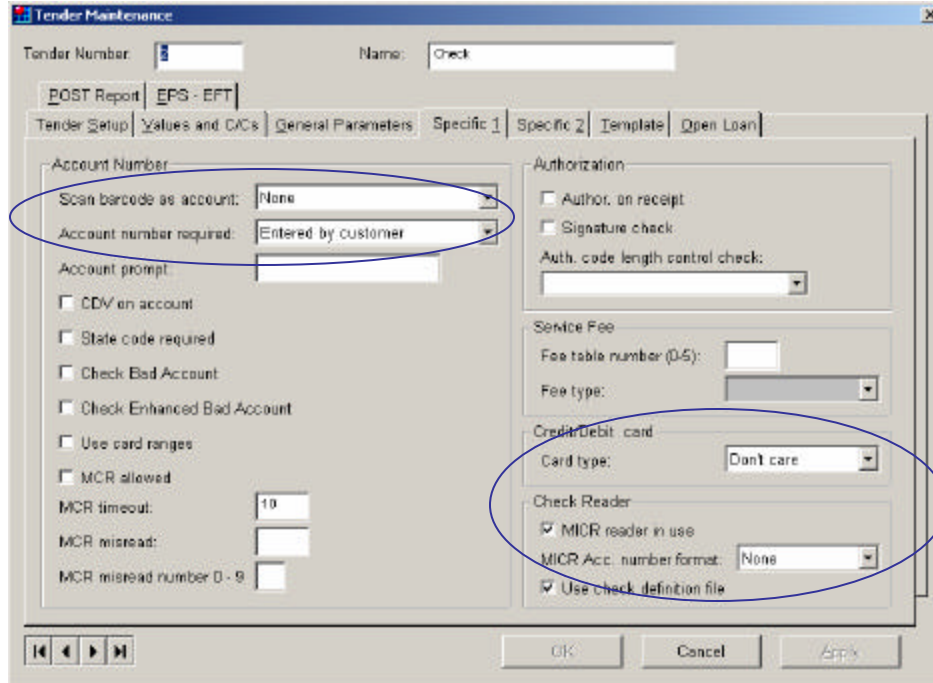 Tender Maintenance
Tender Number: 2 Name: Check
POST Report EPS - EFT
Tender Setup Values and C/Cs General Parameters Specific 1 Specific 2 Template Open Loan
Account Number
Scan barcode as account: None
Account number required: Entered by customer
Account prompt:
CDV on account
State code required
Check Bad Account
Check Enhanced Bad Account
Use card ranges
MCR allowed
MCR timeout: 10
MCR misread:
MCR misread number 0 - 9
Authorization
Author. on receipt
Signature check
Auth. code length control check:
Service Fee
Fee table number (0-5):
Fee type:
Credit/Debit card
Card type: Don't care
Check Reader
MICR reader in use
MICR Acc. number format: None
Use check definition file
OK Cancel Apply